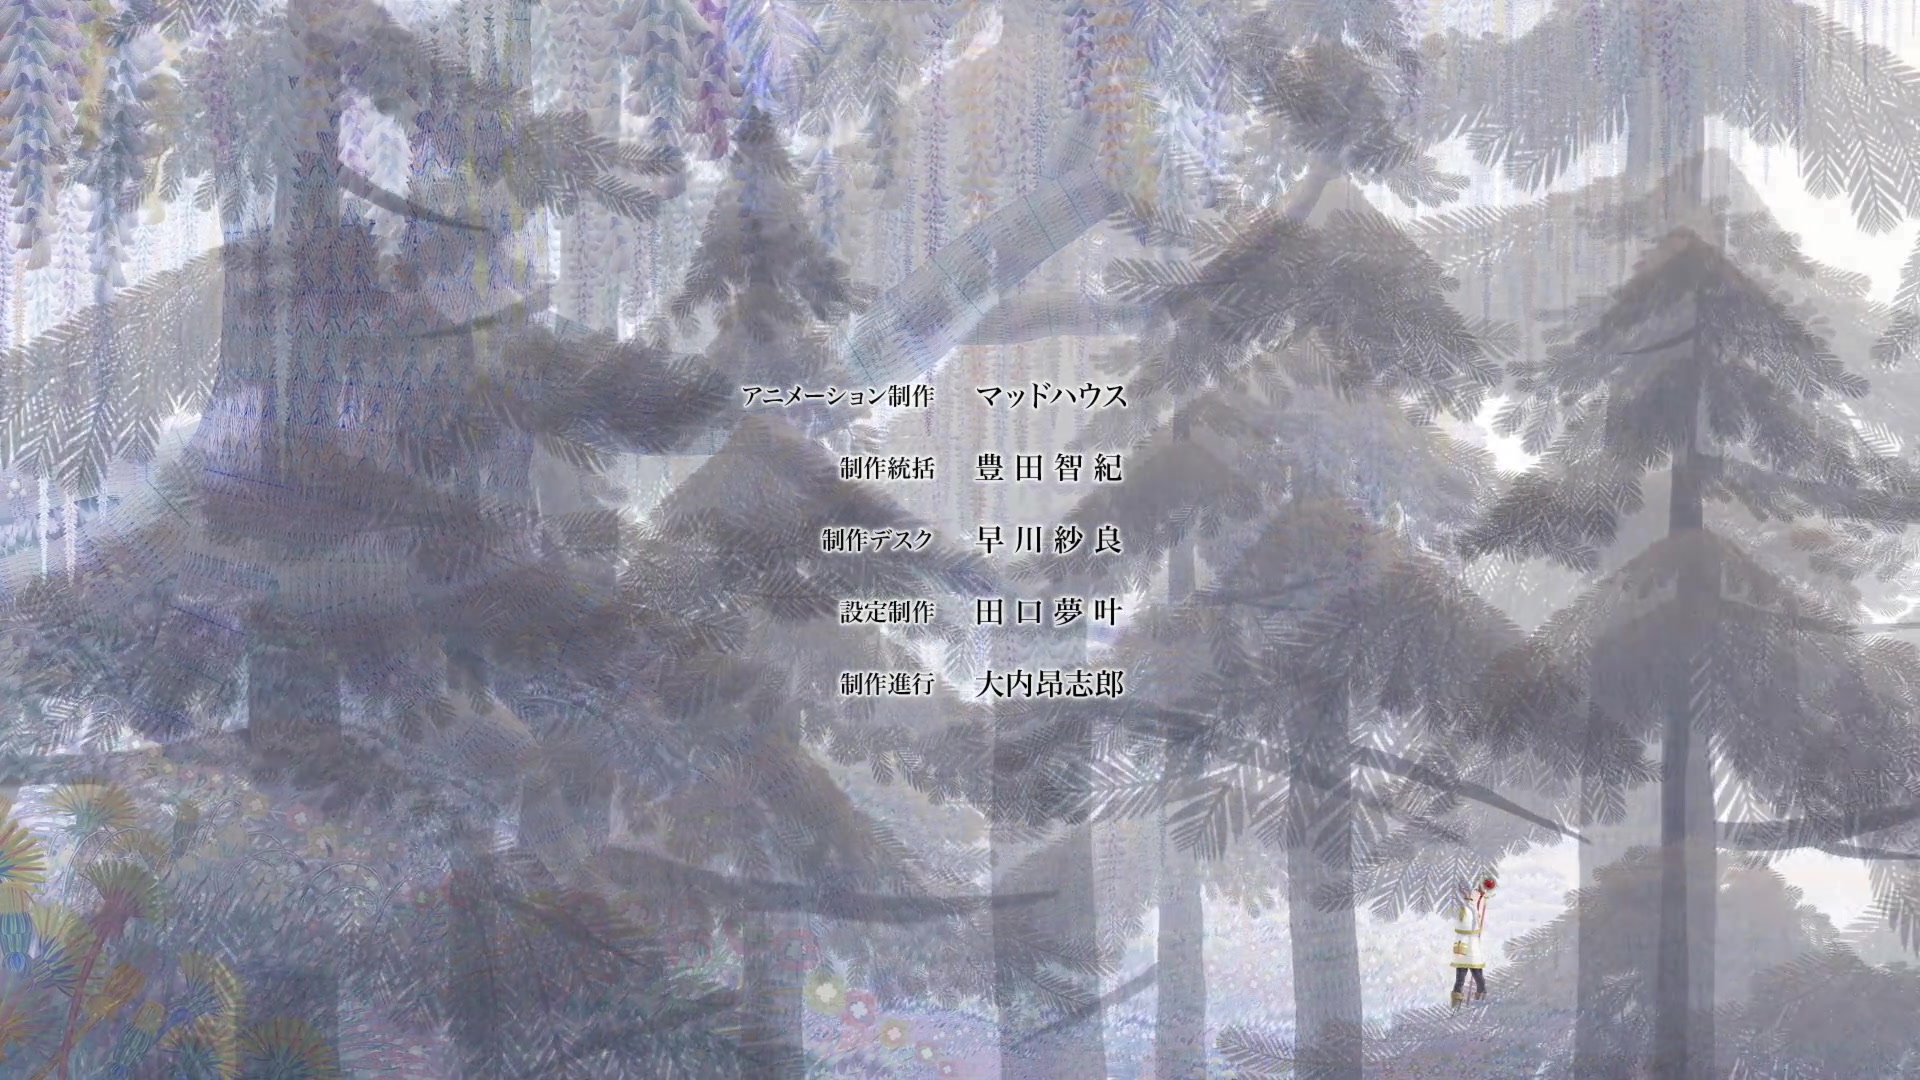 アニメーション制作 マッドハウス
制作統括 豊田智紀
制作デスク 早川紗良
設定制作 田口夢叶
制作進行 大内昂志郎